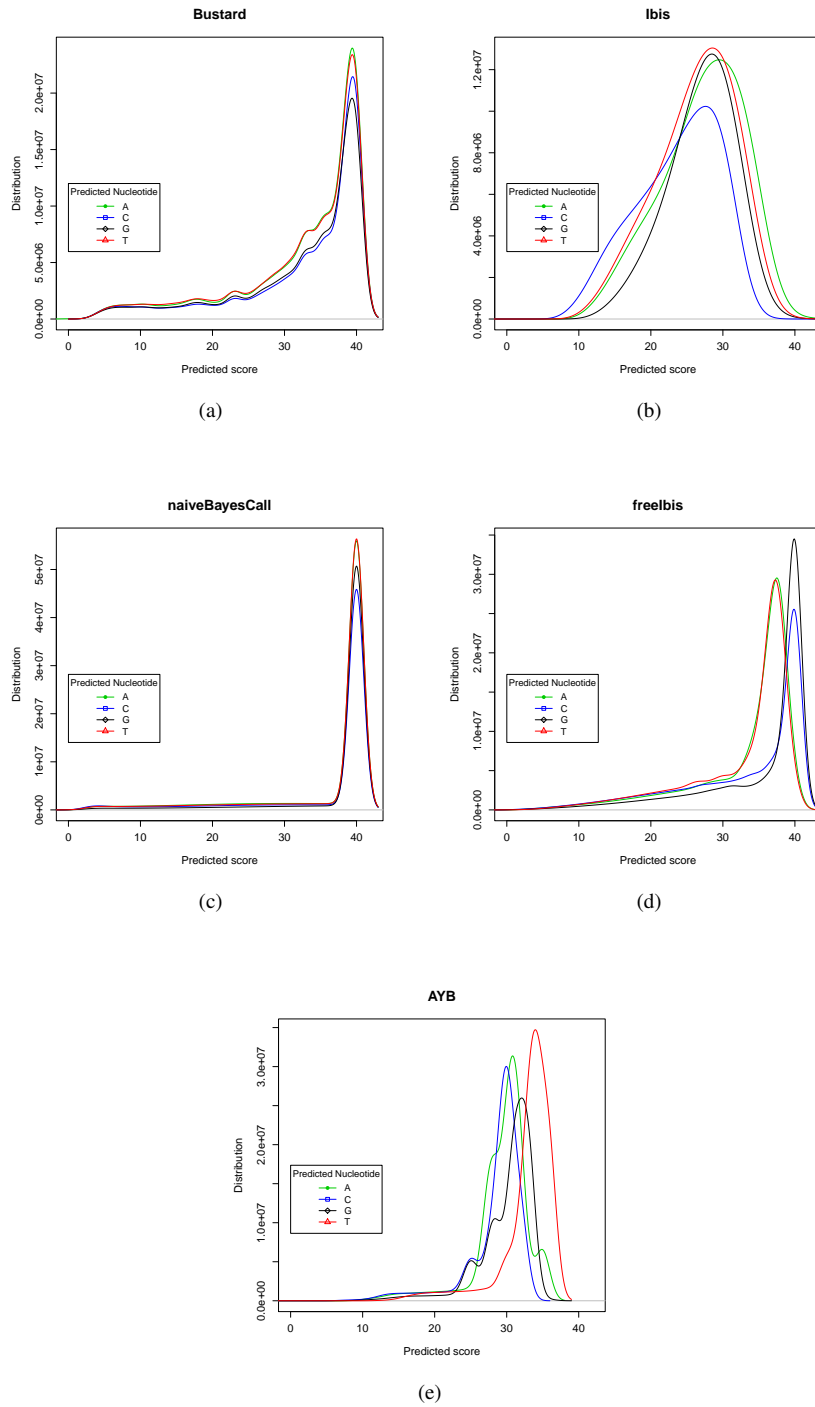 Bustard
Distribution
0.0e+00 5.0e+06 1.0e+07 1.5e+07 2.0e+07
Predicted Nucleotide
A
C
G
T
0 10 20 30 40
Predicted score
(a)
Ibis
Distribution
0.0e+00 4.0e+06 8.0e+06 1.2e+07
Predicted Nucleotide
A
C
G
T
0 10 20 30 40
Predicted score
(b)
naiveBayesCall
Distribution
0e+00 1e+07 2e+07 3e+07 4e+07 5e+07
Predicted Nucleotide
A
C
G
T
0 10 20 30 40
Predicted score
(c)
freeIbis
Distribution
0.0e+00 1.0e+07 2.0e+07 3.0e+07
Predicted Nucleotide
A
C
G
T
0 10 20 30 40
Predicted score
(d)
AYB
Distribution
0.0e+00 1.0e+07 2.0e+07 3.0e+07
Predicted Nucleotide
A
C
G
T
0 10 20 30 40
Predicted score
(e)